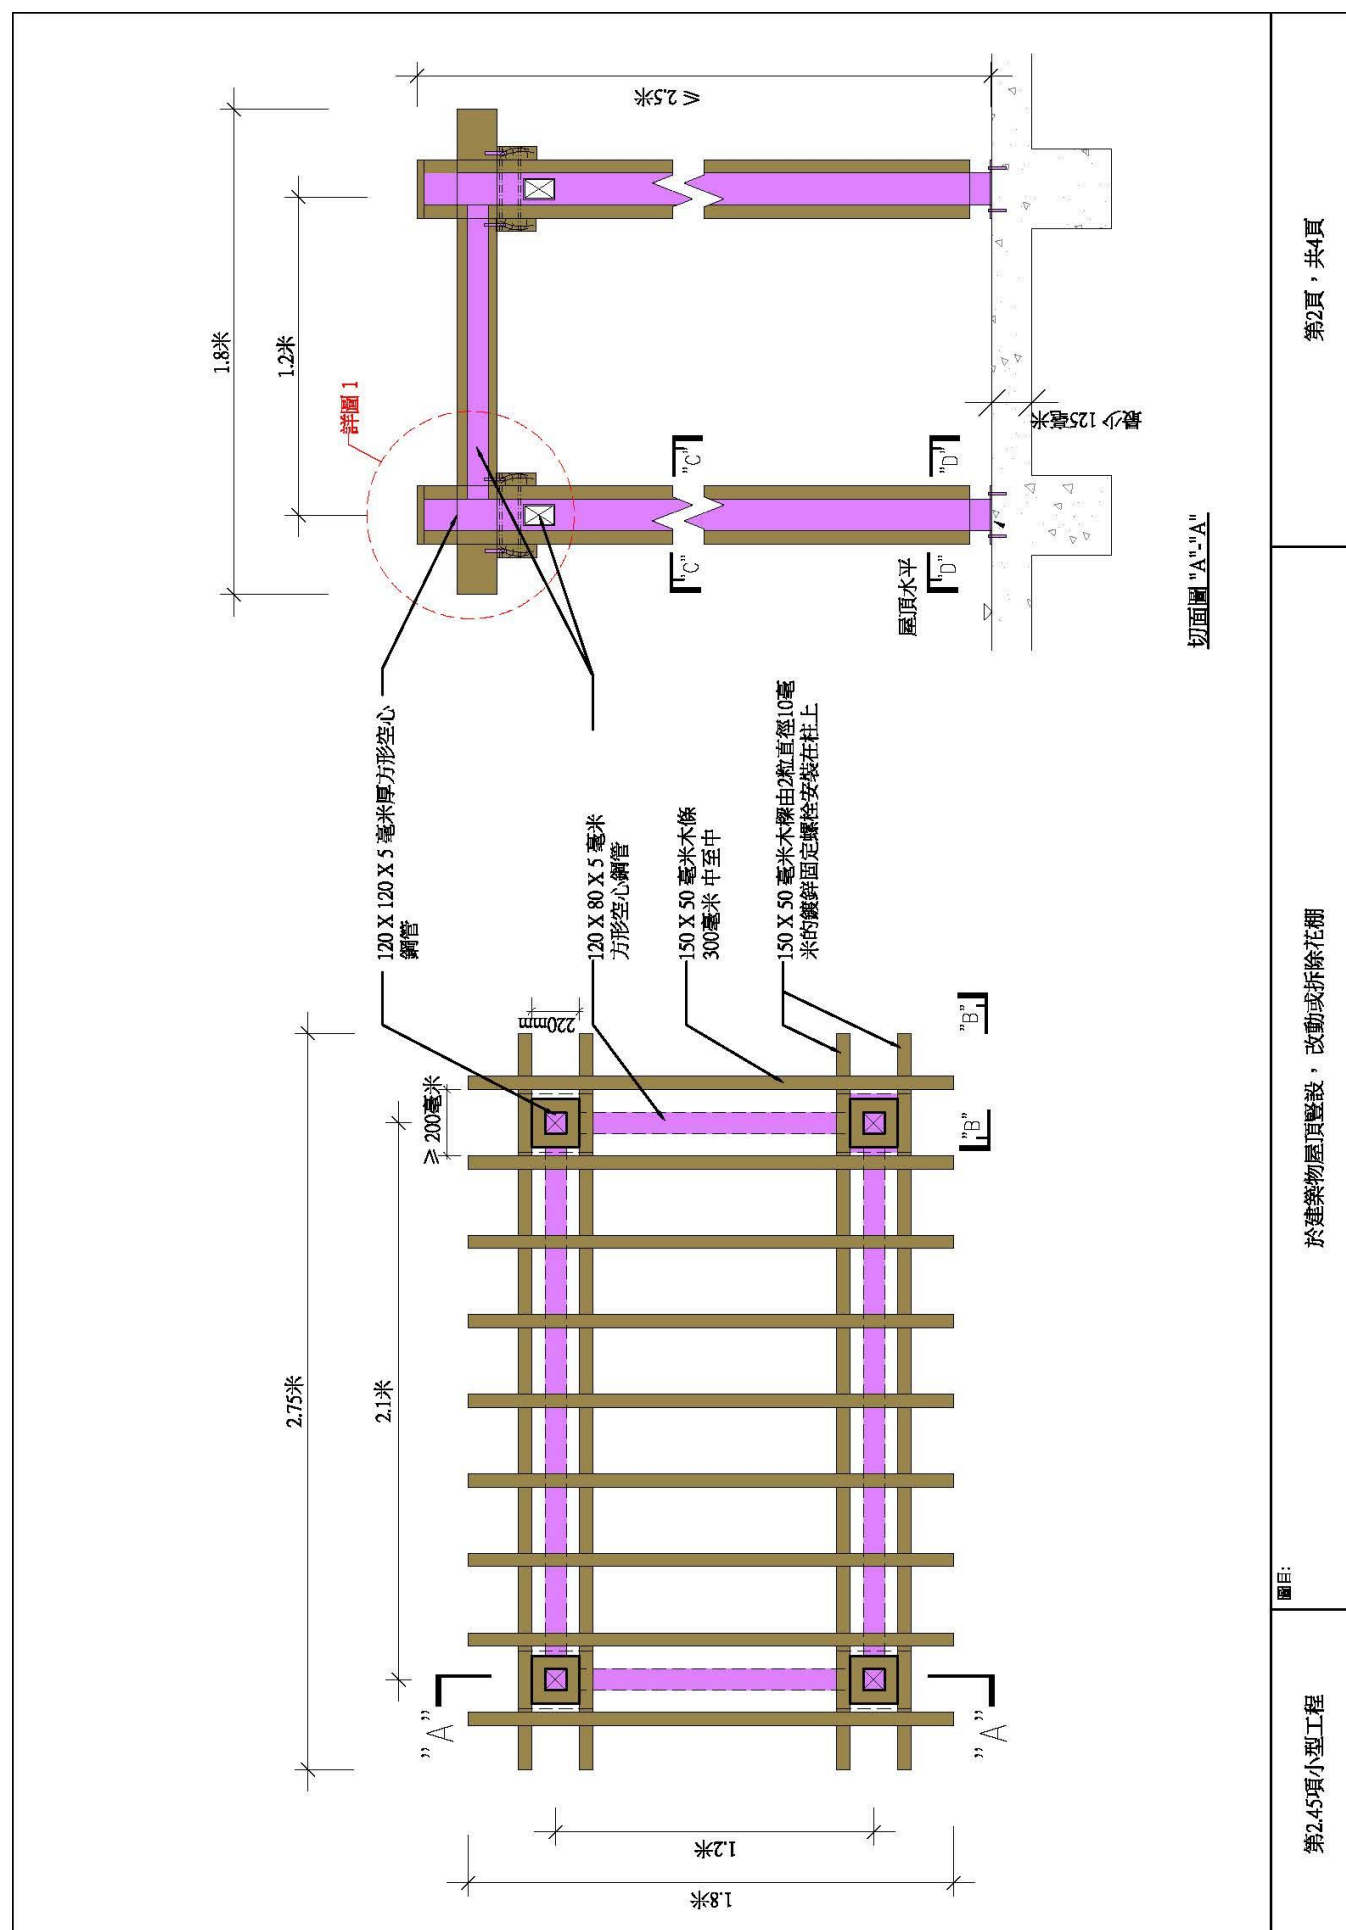 2.75米
2.1米
1.8米
1.2米
220mm
≥ 200毫米
"A"
"A"
"B"
"B"
120 X 120 X 5 毫米厚方形空心
鋼管
120 X 80 X 5 毫米
方形空心鋼管
150 X 50 毫米木條
300毫米 中至中
150 X 50 毫米木樑由2粒直徑10毫
米的鍍鋅固定螺栓安裝在柱上
1.8米
1.2米
詳圖 1
≤ 2.5米
"C"
"C"
"D"
"D"
屋頂水平
最少 125毫米
切面圖 "A"-"A"
第2.45項小型工程
圖目:
於建築物屋頂豎設，改動或拆除花棚
第2頁，共4頁